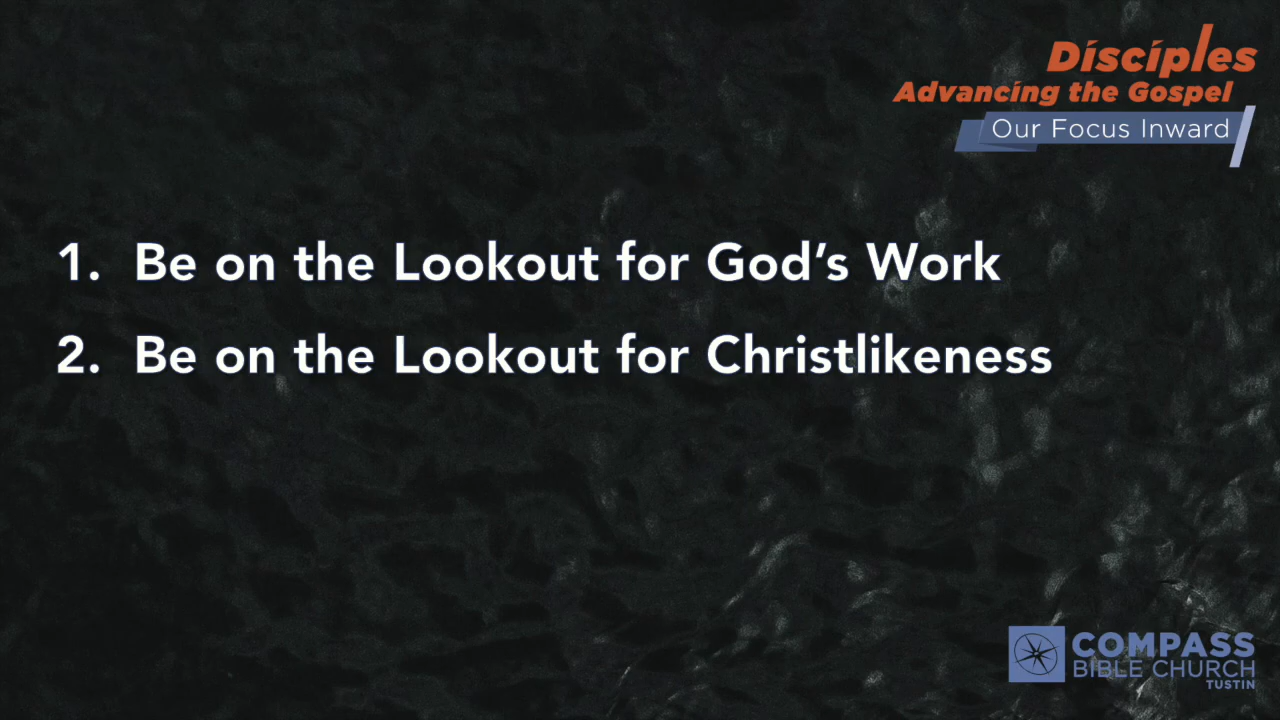 Disciples
Advancing the Gospel
Our Focus Inward
1. Be on the Lookout for God’s Work
2. Be on the Lookout for Christlikeness
COMPASS
BIBLE CHURCH
TUSTIN